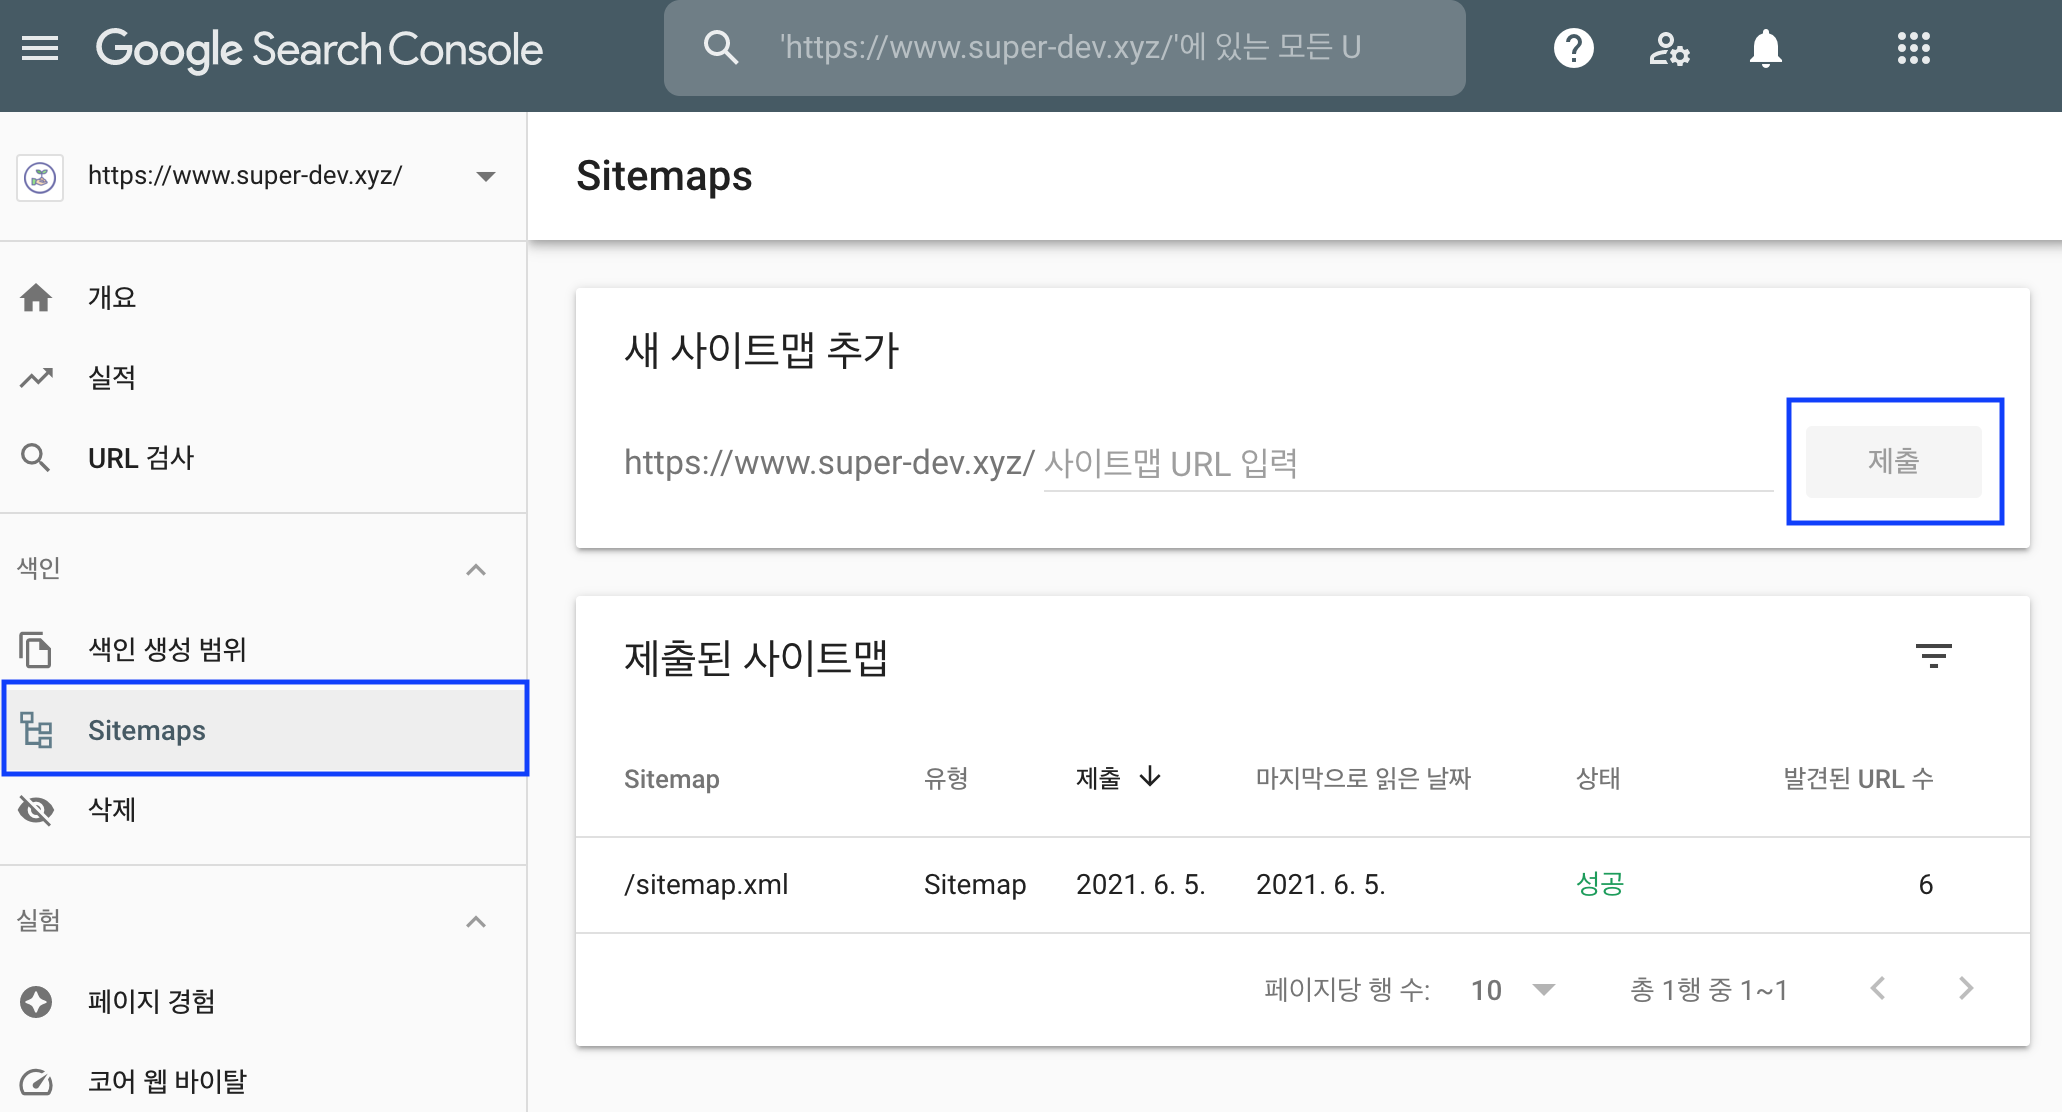 Google Search Console
'https://www.super-dev.xyz/'에 있는 모든 U
https://www.super-dev.xyz/
개요
실적
URL 검사
색인
색인 생성 범위
Sitemaps
삭제
실험
페이지 경험
코어 웹 바이탈
Sitemaps
새 사이트맵 추가
https://www.super-dev.xyz/ 사이트맵 URL 입력
제출
제출된 사이트맵
Sitemap 유형 제출 마지막으로 읽은 날짜 상태 발견된 URL 수
/sitemap.xml Sitemap 2021. 6. 5. 2021. 6. 5. 성공 6
페이지당 행 수: 10 총 1행 중 1~1